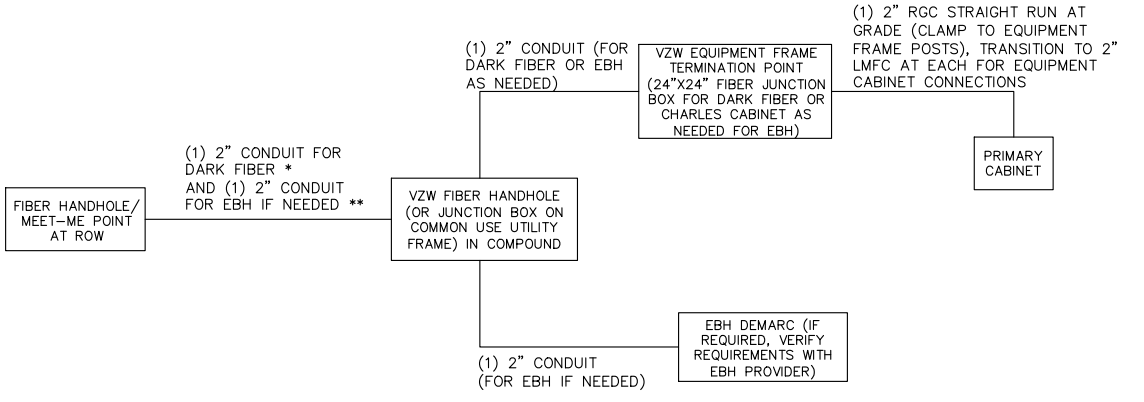 (1) 2" RGC STRAIGHT RUN AT
GRADE (CLAMP TO EQUIPMENT
FRAME POSTS), TRANSITION TO 2"
LMFC AT EACH FOR EQUIPMENT
CABINET CONNECTIONS
(1) 2" CONDUIT (FOR
DARK FIBER OR EBH
AS NEEDED)
VZW EQUIPMENT FRAME
TERMINATION POINT
(24"X24" FIBER JUNCTION
BOX FOR DARK FIBER OR
CHARLES CABINET AS
NEEDED FOR EBH)
PRIMARY
CABINET
(1) 2" CONDUIT FOR
DARK FIBER *
AND (1) 2" CONDUIT
FOR EBH IF NEEDED **
FIBER HANDHOLE/
MEET-ME POINT
AT ROW
VZW FIBER HANDHOLE
(OR JUNCTION BOX ON
COMMON USE UTILITY
FRAME) IN COMPOUND
EBH DEMARC (IF
REQUIRED, VERIFY
REQUIREMENTS WITH
EBH PROVIDER)
(1) 2" CONDUIT
(FOR EBH IF NEEDED)